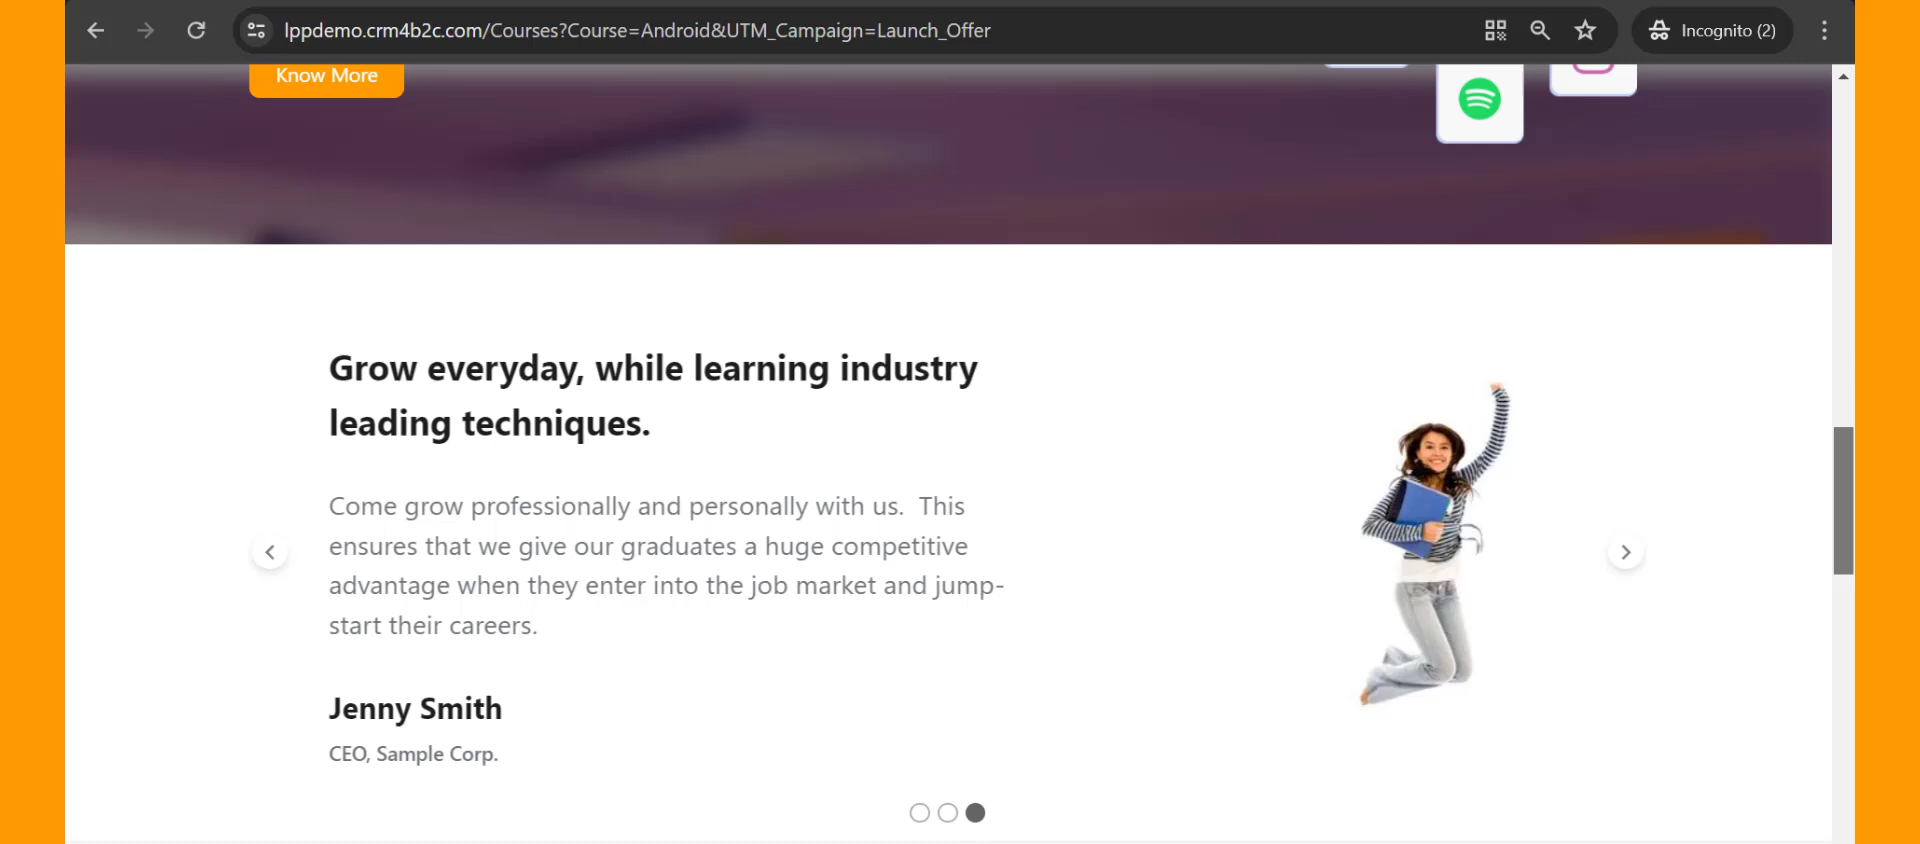 lppdemo.crm4b2c.com/Courses?Course=Android&UTM_Campaign=Launch_Offer
Incognito (2)
Know More
Grow everyday, while learning industry
leading techniques.
Come grow professionally and personally with us.  This
ensures that we give our graduates a huge competitive
advantage when they enter into the job market and jump-
start their careers.
Jenny Smith
CEO, Sample Corp.